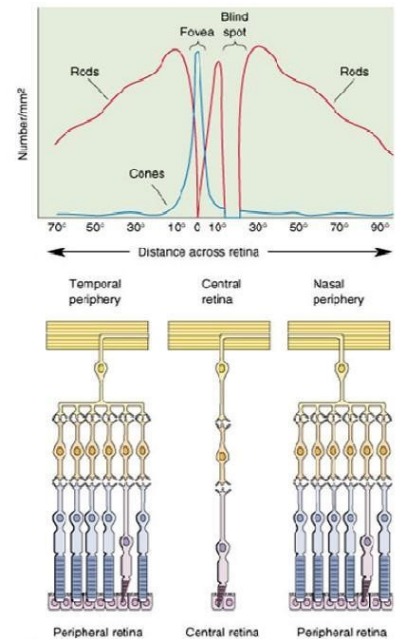 Fovea
Blind
spot
Rods
Rods
Number/mm²
Cones
70° 50° 30° 10° 0 10° 30° 50° 70° 90°
Distance across retina
Temporal
periphery
Central
retina
Nasal
periphery
Peripheral retina
Central retina
Peripheral retina